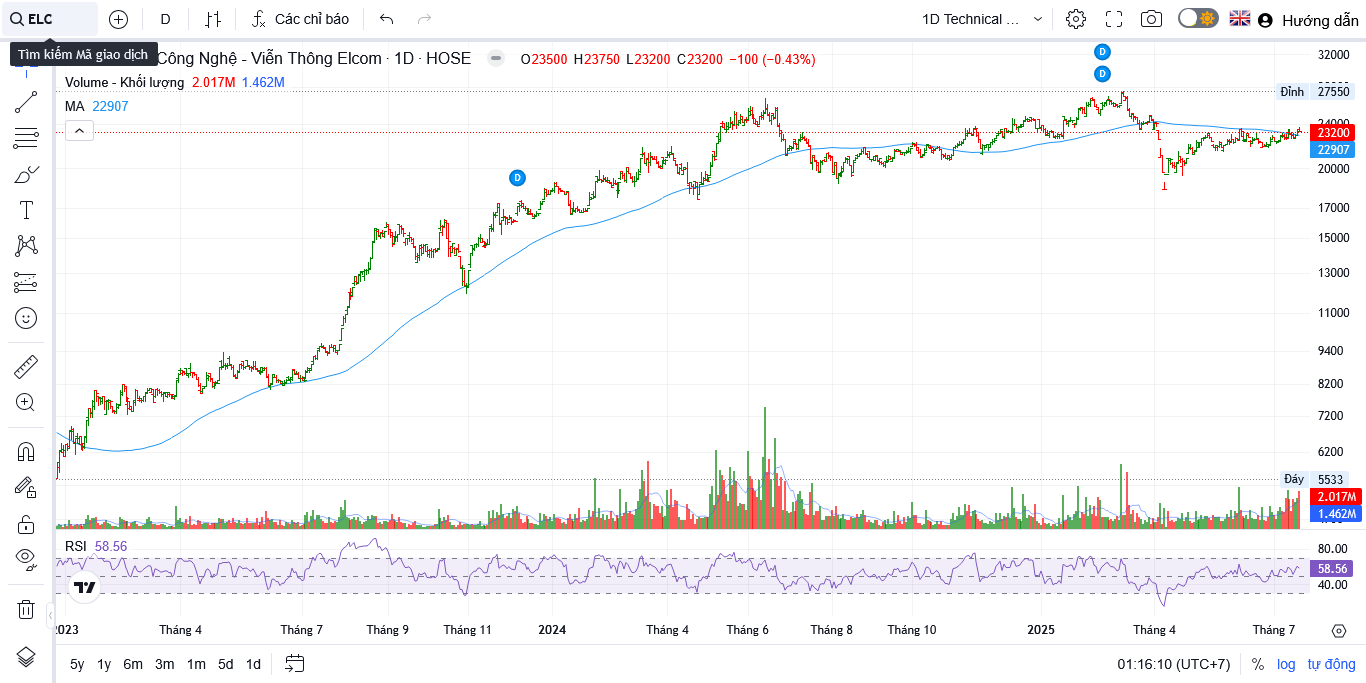 ELC
D
Các chỉ báo
1D Technical ...
Hướng dẫn
Tìm kiếm Mã giao dịch
Công Nghệ - Viễn Thông Elcom · 1D · HOSE
O23500 H23750 L23200 C23200 −100 (−0.43%)
Volume - Khối lượng 2.017M 1.462M
MA 22907
D
D
D
32000
Đỉnh 27550
24000
23200
22907
20000
17000
15000
13000
11000
9400
8200
7200
6200
Đáy 5533
2.017M
1.462M
RSI 58.56
80.00
58.56
40.00
2023 Tháng 4 Tháng 7 Tháng 9 Tháng 11 2024 Tháng 4 Tháng 6 Tháng 8 Tháng 10 2025 Tháng 4 Tháng 7
5y 1y 6m 3m 1m 5d 1d
01:16:10 (UTC+7) % log tự động